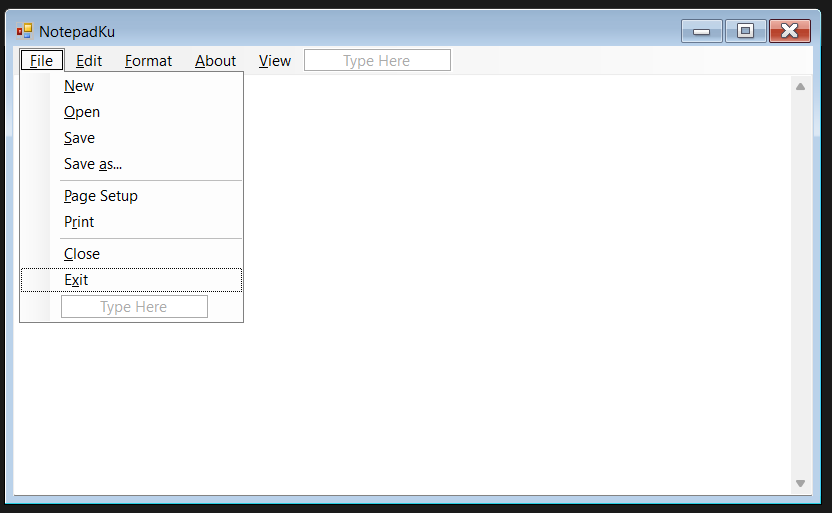 NotepadKu
File Edit Format About View Type Here
New
Open
Save
Save as...
Page Setup
Print
Close
Exit
Type Here